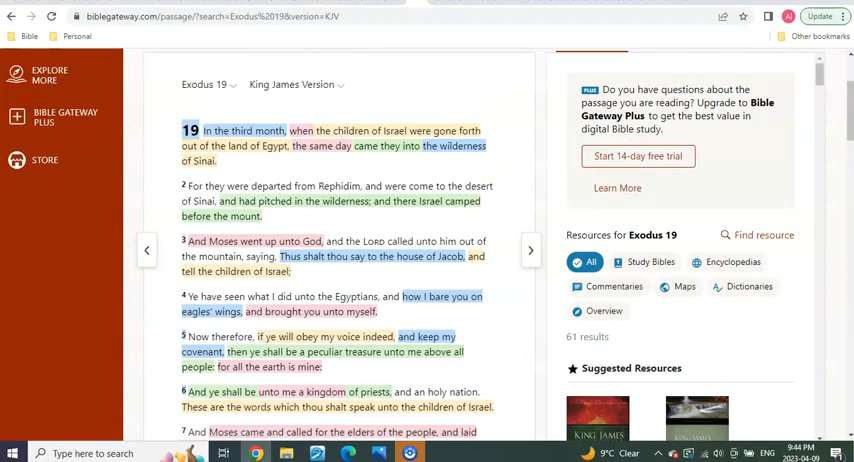 biblegateway.com/passage/?search=Exodus%2019&version=KJV
AI
Update
Bible
Personal
Other bookmarks
EXPLORE
MORE
BIBLE GATEWAY
PLUS
STORE
Exodus 19
King James Version
19 In the third month, when the children of Israel were gone forth
out of the land of Egypt, the same day came they into the wilderness
of Sinai.
2 For they were departed from Rephidim, and were come to the desert
of Sinai, and had pitched in the wilderness; and there Israel camped
before the mount.
3 And Moses went up unto God, and the LORD called unto him out of
the mountain, saying, Thus shalt thou say to the house of Jacob, and
tell the children of Israel;
4 Ye have seen what I did unto the Egyptians, and how I bare you on
eagles' wings, and brought you unto myself.
5 Now therefore, if ye will obey my voice indeed, and keep my
covenant, then ye shall be a peculiar treasure unto me above all
people: for all the earth is mine:
6 And ye shall be unto me a kingdom of priests, and an holy nation.
These are the words which thou shalt speak unto the children of Israel.
7 And Moses came and called for the elders of the people, and laid
PLUS Do you have questions about the
passage you are reading? Upgrade to Bible
Gateway Plus to get the best value in
digital Bible study.
Start 14-day free trial
Learn More
Resources for Exodus 19
Find resource
All
Study Bibles
Encyclopedias
Commentaries
Maps
Dictionaries
Overview
61 results
Suggested Resources
KING JAMES
KING JAMES
Type here to search
9°C Clear
ENG
9:44 PM
2023-04-09